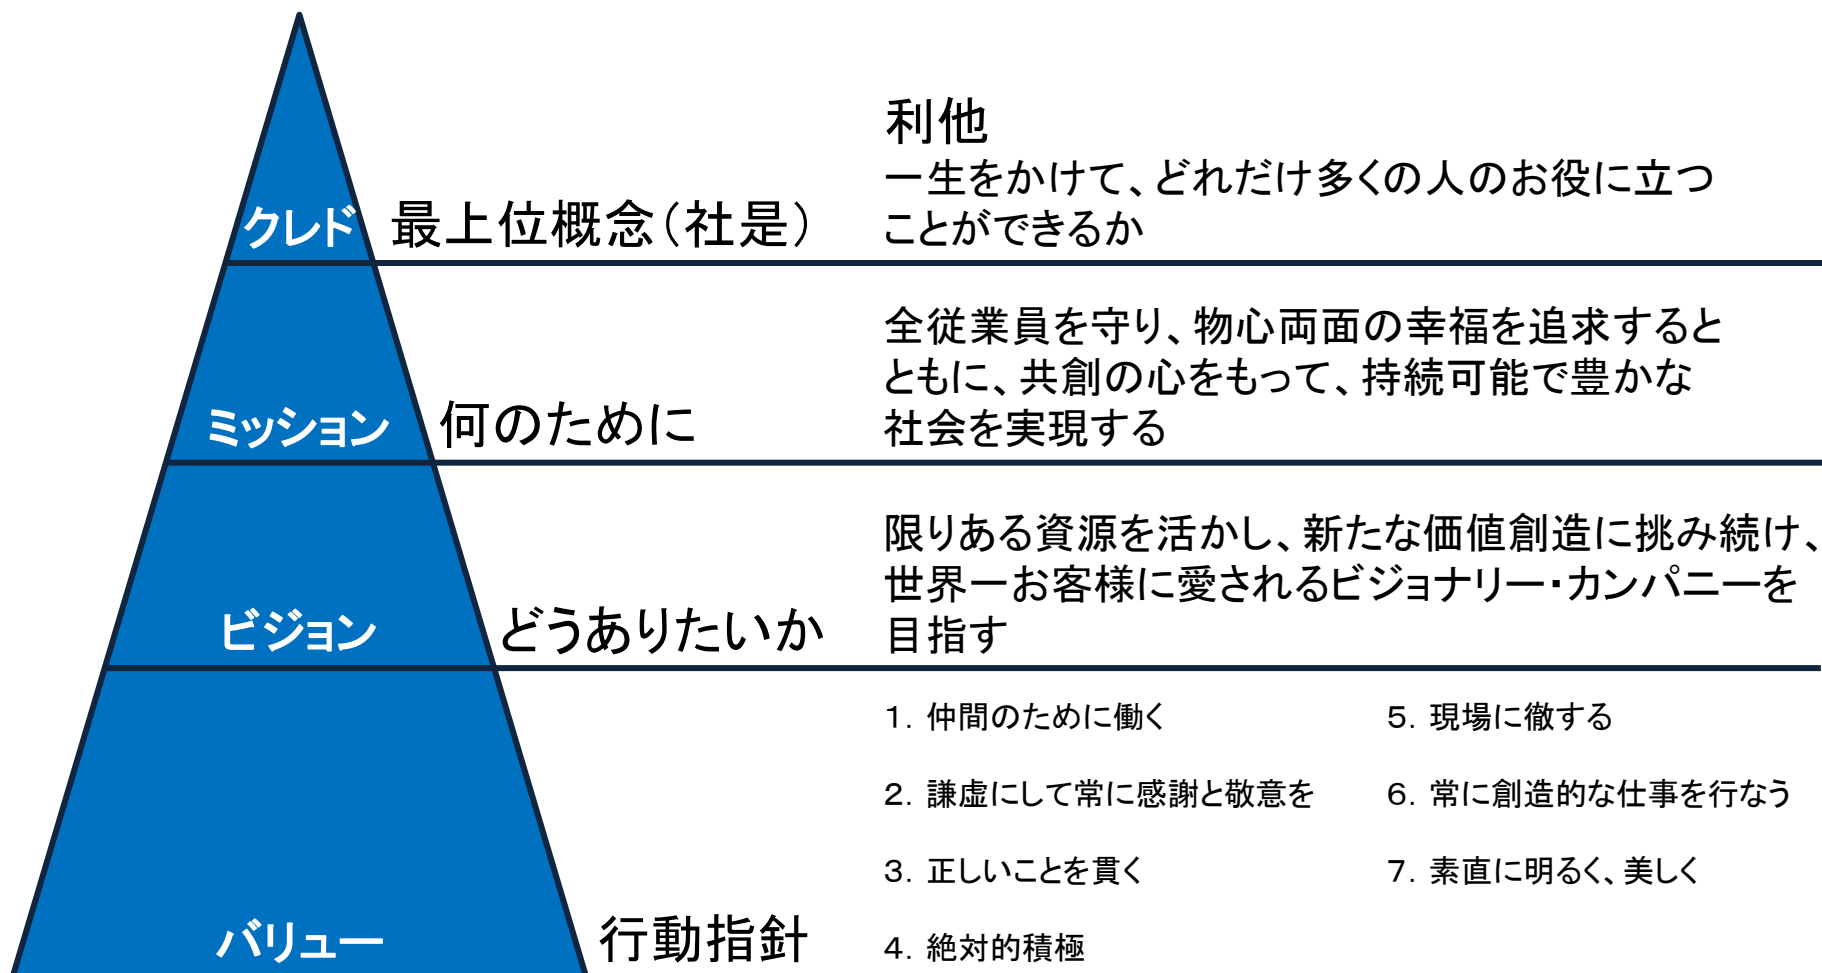 クレド
最上位概念（社是）
利他
一生をかけて、どれだけ多くの人のお役に立つ
ことができるか
ミッション
何のために
全従業員を守り、物心両面の幸福を追求すると
ともに、共創の心をもって、持続可能で豊かな
社会を実現する
ビジョン
どうありたいか
限りある資源を活かし、新たな価値創造に挑み続け、
世界一お客様に愛されるビジョナリー・カンパニーを
目指す
バリュー
行動指針
1. 仲間のために働く
2. 謙虚にして常に感謝と敬意を
3. 正しいことを貫く
4. 絶対的積極
5. 現場に徹する
6. 常に創造的な仕事を行なう
7. 素直に明るく、美しく